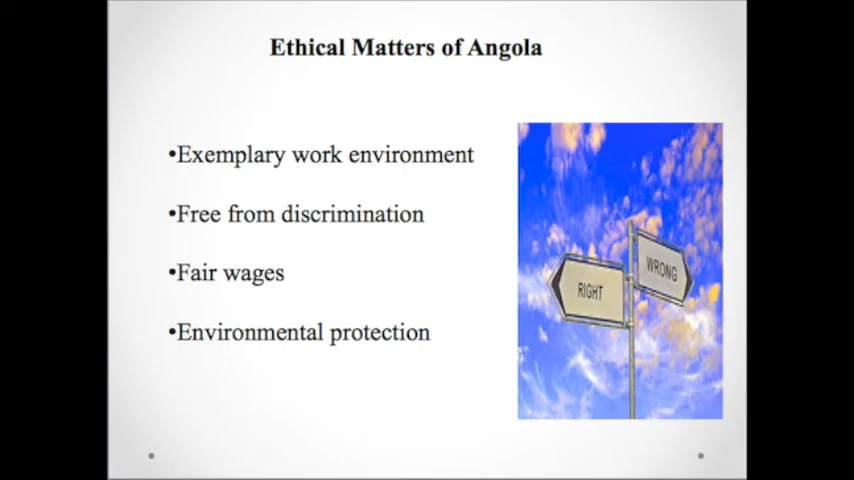 Ethical Matters of Angola
•Exemplary work environment
•Free from discrimination
•Fair wages
•Environmental protection
RIGHT
WRONG